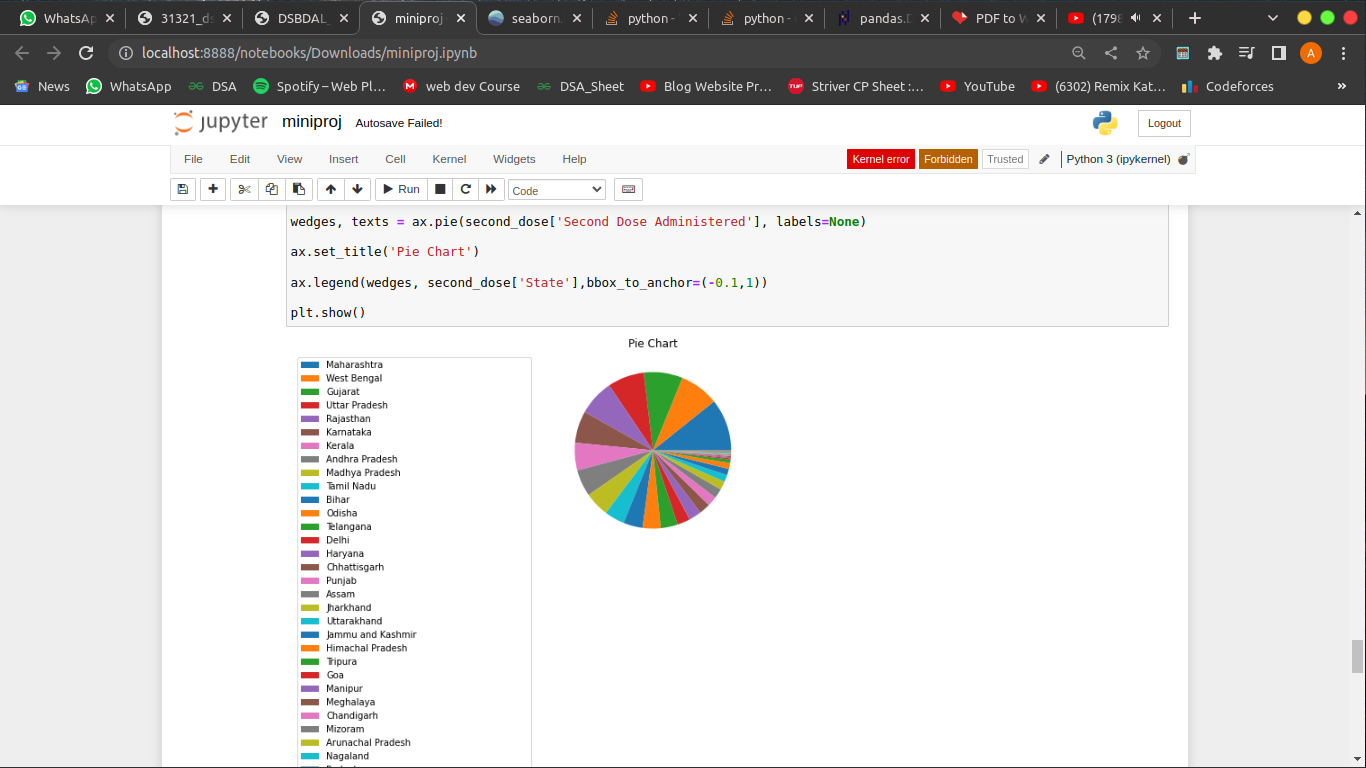 WhatsAp
31321_ds
DSBDAL_
miniproj
seaborn.
python -
python -
pandas.D
PDF to W
(1798
localhost:8888/notebooks/Downloads/miniproj.ipynb
A
News
WhatsApp
DSA
Spotify – Web Pl...
web dev Course
DSA_Sheet
Blog Website Pr...
Striver CP Sheet :...
YouTube
(6302) Remix Kat...
Codeforces
»
jupyter miniproj Autosave Failed!
Logout
File Edit View Insert Cell Kernel Widgets Help
Kernel error Forbidden Trusted Python 3 (ipykernel)
Run Code
wedges, texts = ax.pie(second_dose['Second Dose Administered'], labels=None)
ax.set_title('Pie Chart')
ax.legend(wedges, second_dose['State'],bbox_to_anchor=(-0.1,1))
plt.show()
Pie Chart
Maharashtra
West Bengal
Gujarat
Uttar Pradesh
Rajasthan
Karnataka
Kerala
Andhra Pradesh
Madhya Pradesh
Tamil Nadu
Bihar
Odisha
Telangana
Delhi
Haryana
Chhattisgarh
Punjab
Assam
Jharkhand
Uttarakhand
Jammu and Kashmir
Himachal Pradesh
Tripura
Goa
Manipur
Meghalaya
Chandigarh
Mizoram
Arunachal Pradesh
Nagaland